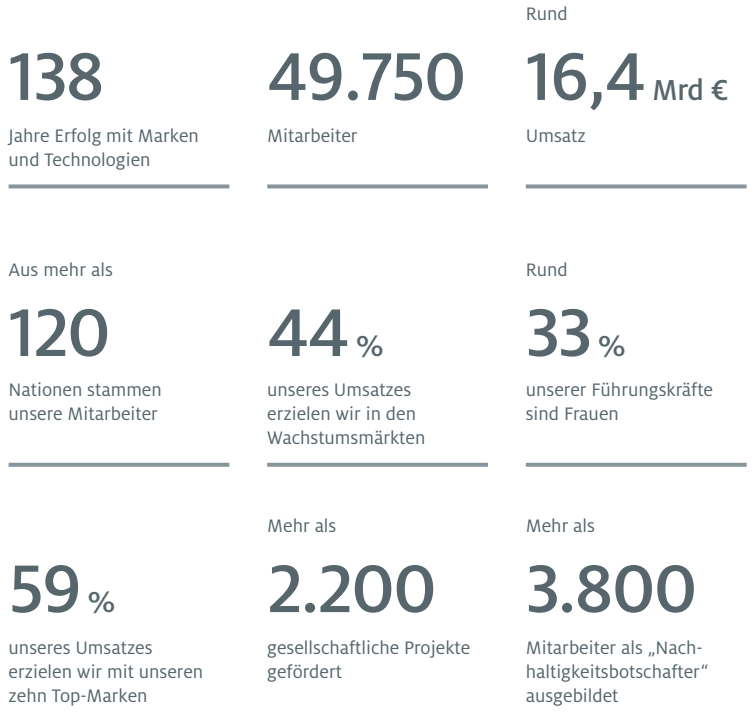 138
Jahre Erfolg mit Marken
und Technologien
49.750
Mitarbeiter
Rund
16,4 Mrd €
Umsatz
Aus mehr als
120
Nationen stammen
unsere Mitarbeiter
44 %
unseres Umsatzes
erzielen wir in den
Wachstumsmärkten
Rund
33 %
unserer Führungskräfte
sind Frauen
59 %
unseres Umsatzes
erzielen wir mit unseren
zehn Top-Marken
Mehr als
2.200
gesellschaftliche Projekte
gefördert
Mehr als
3.800
Mitarbeiter als „Nach-
haltigkeitsbotschafter“
ausgebildet